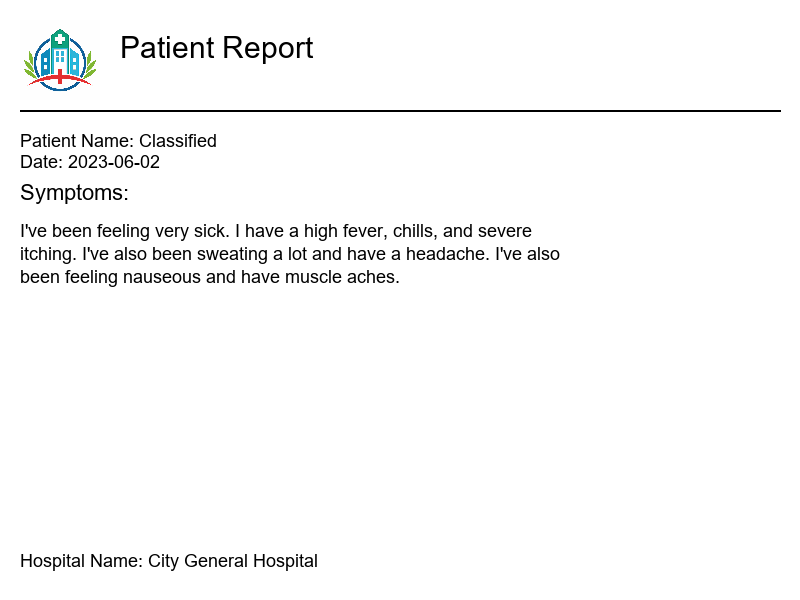 Patient Report
Patient Name: Classified
Date: 2023-06-02
Symptoms:
I've been feeling very sick. I have a high fever, chills, and severe
itching. I've also been sweating a lot and have a headache. I've also
been feeling nauseous and have muscle aches.
Hospital Name: City General Hospital